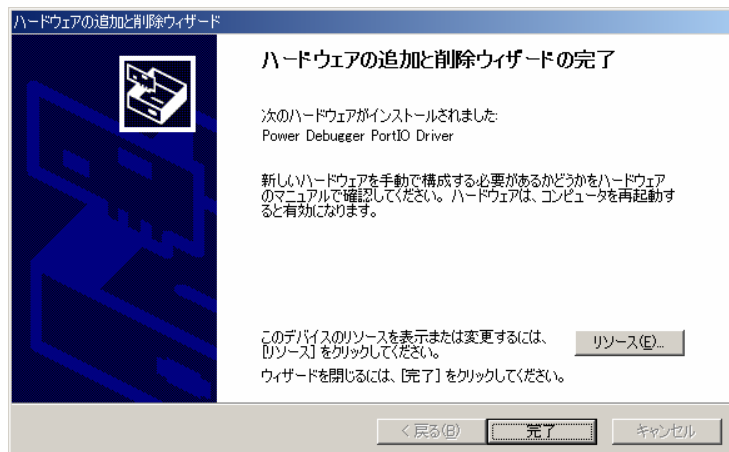 ハードウェアの追加と削除ウィザード
ハードウェアの追加と削除ウィザードの完了
次のハードウェアがインストールされました:
Power Debugger PortIO Driver
新しいハードウェアを手動で構成する必要があるかどうかをハードウェア
のマニュアルで確認してください。ハードウェアは、コンピュータを再起動す
ると有効になります。
このデバイスのリソースを表示または変更するには、
[リソース] をクリックしてください。
リソース(E)...
ウィザードを閉じるには、[完了] をクリックしてください。
< 戻る(B)
完了
キャンセル